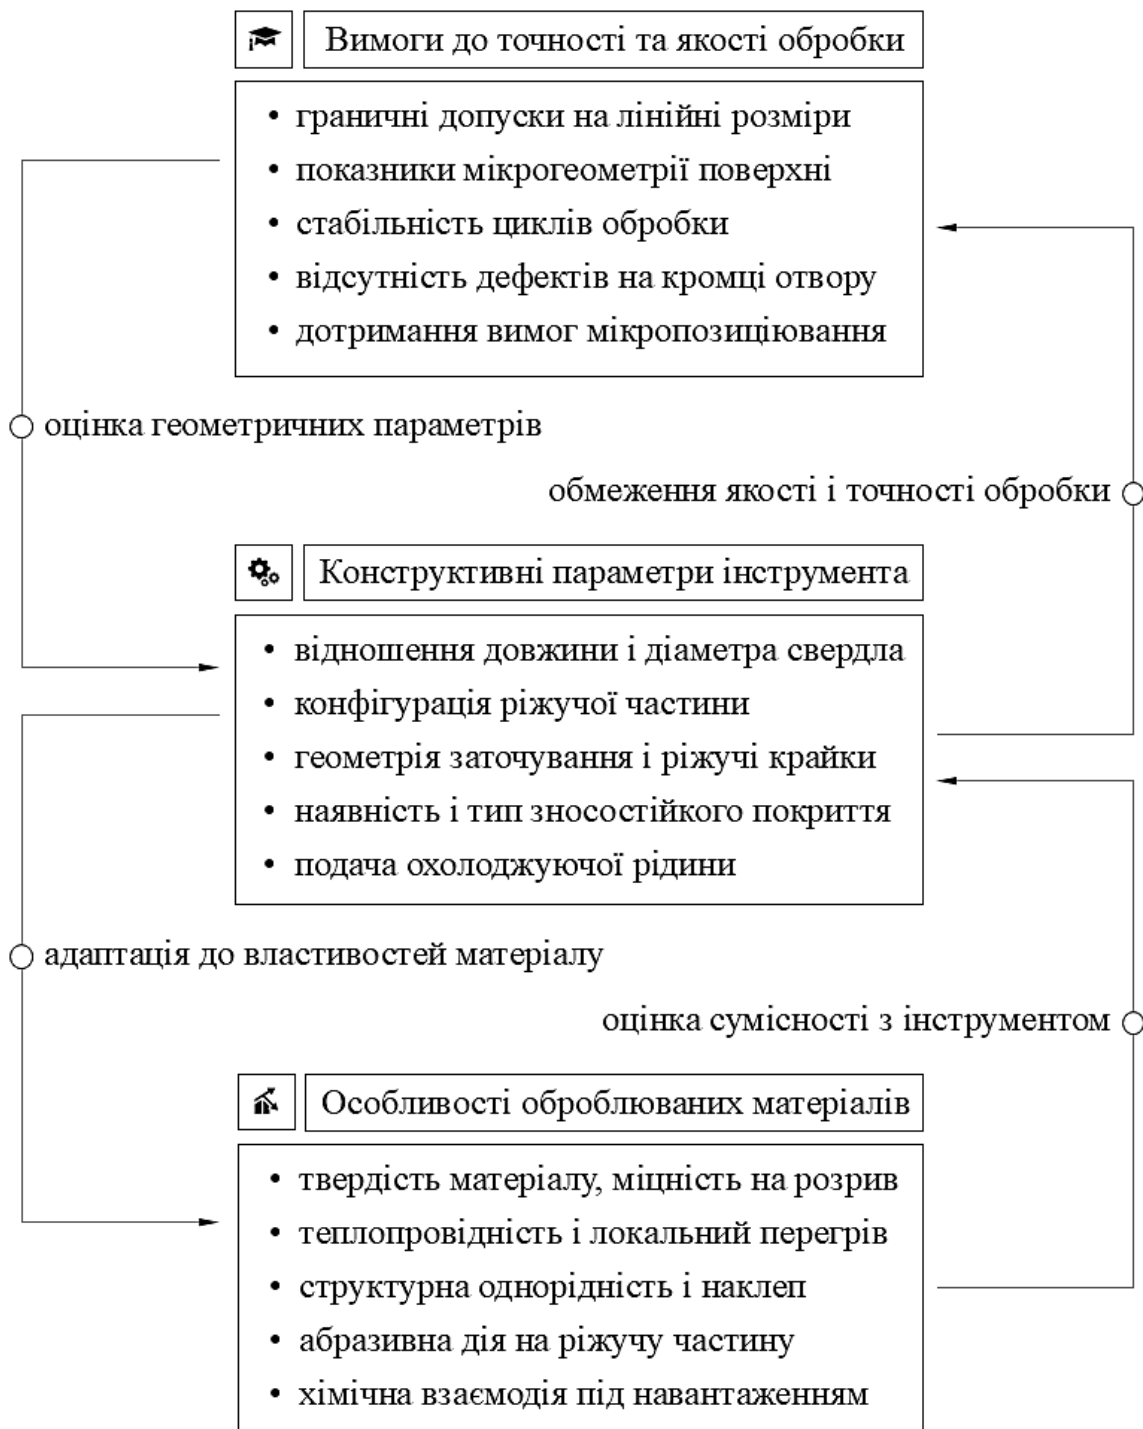 Вимоги до точності та якості обробки
• граничні допуски на лінійні розміри
• показники мікрогеометрії поверхні
• стабільність циклів обробки
• відсутність дефектів на кромці отвору
• дотримання вимог мікропозиціювання
оцінка геометричних параметрів
обмеження якості і точності обробки
Конструктивні параметри інструмента
• відношення довжини і діаметра свердла
• конфігурація ріжучої частини
• геометрія заточування і ріжучі крайки
• наявність і тип зносостійкого покриття
• подача охолоджуючої рідини
адаптація до властивостей матеріалу
оцінка сумісності з інструментом
Особливості оброблюваних матеріалів
• твердість матеріалу, міцність на розрив
• теплопровідність і локальний перегрів
• структурна однорідність і наклеп
• абразивна дія на ріжучу частину
• хімічна взаємодія під навантаженням